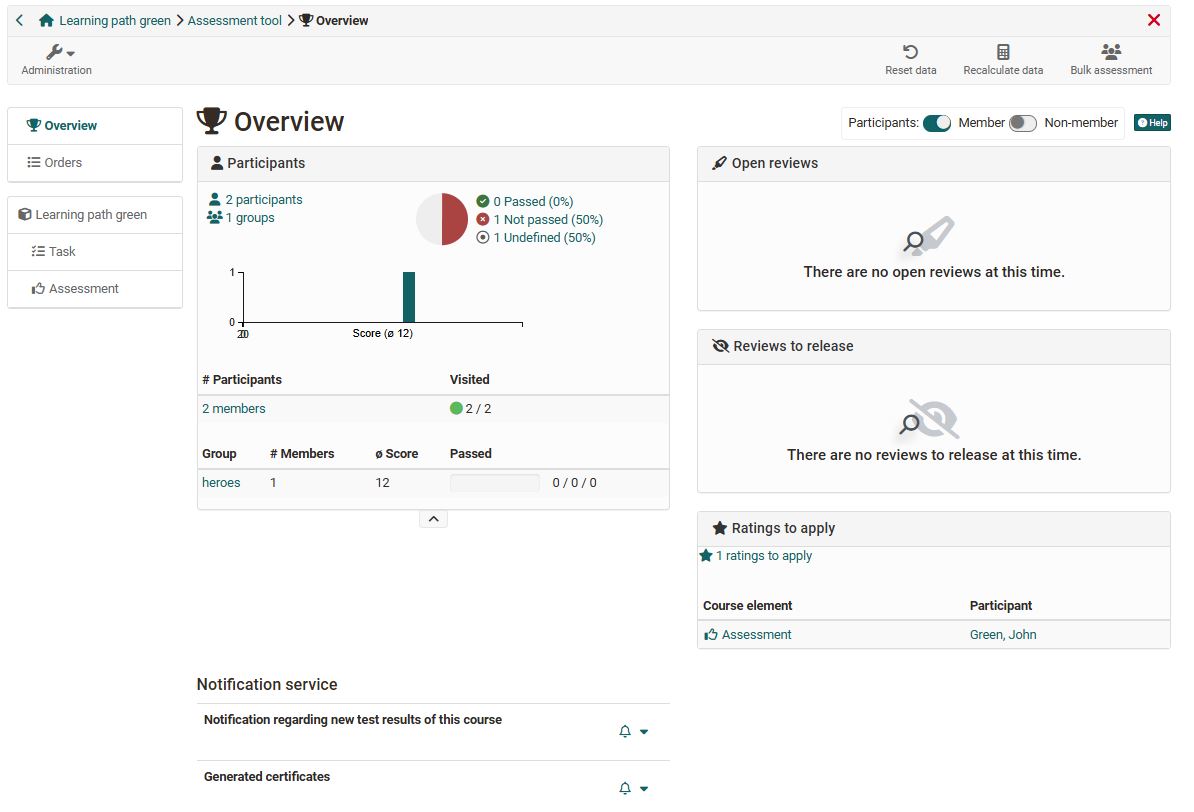 Learning path green Assessment tool Overview
Administration
Reset data
Recalculate data
Bulk assessment
Overview
Orders
Learning path green
Task
Assessment
Overview
Participants: Member Non-member
Help
Participants
2 participants
1 groups
0 Passed (0%)
1 Not passed (50%)
1 Undefined (50%)
1
0
Score (ø 12)
# Participants Visited
2 members 2 / 2
Group # Members ø Score Passed
heroes 1 12 0 / 0 / 0
Notification service
Notification regarding new test results of this course
Generated certificates
Open reviews
There are no open reviews at this time.
Reviews to release
There are no reviews to release at this time.
Ratings to apply
1 ratings to apply
Course element Participant
Assessment Green, John